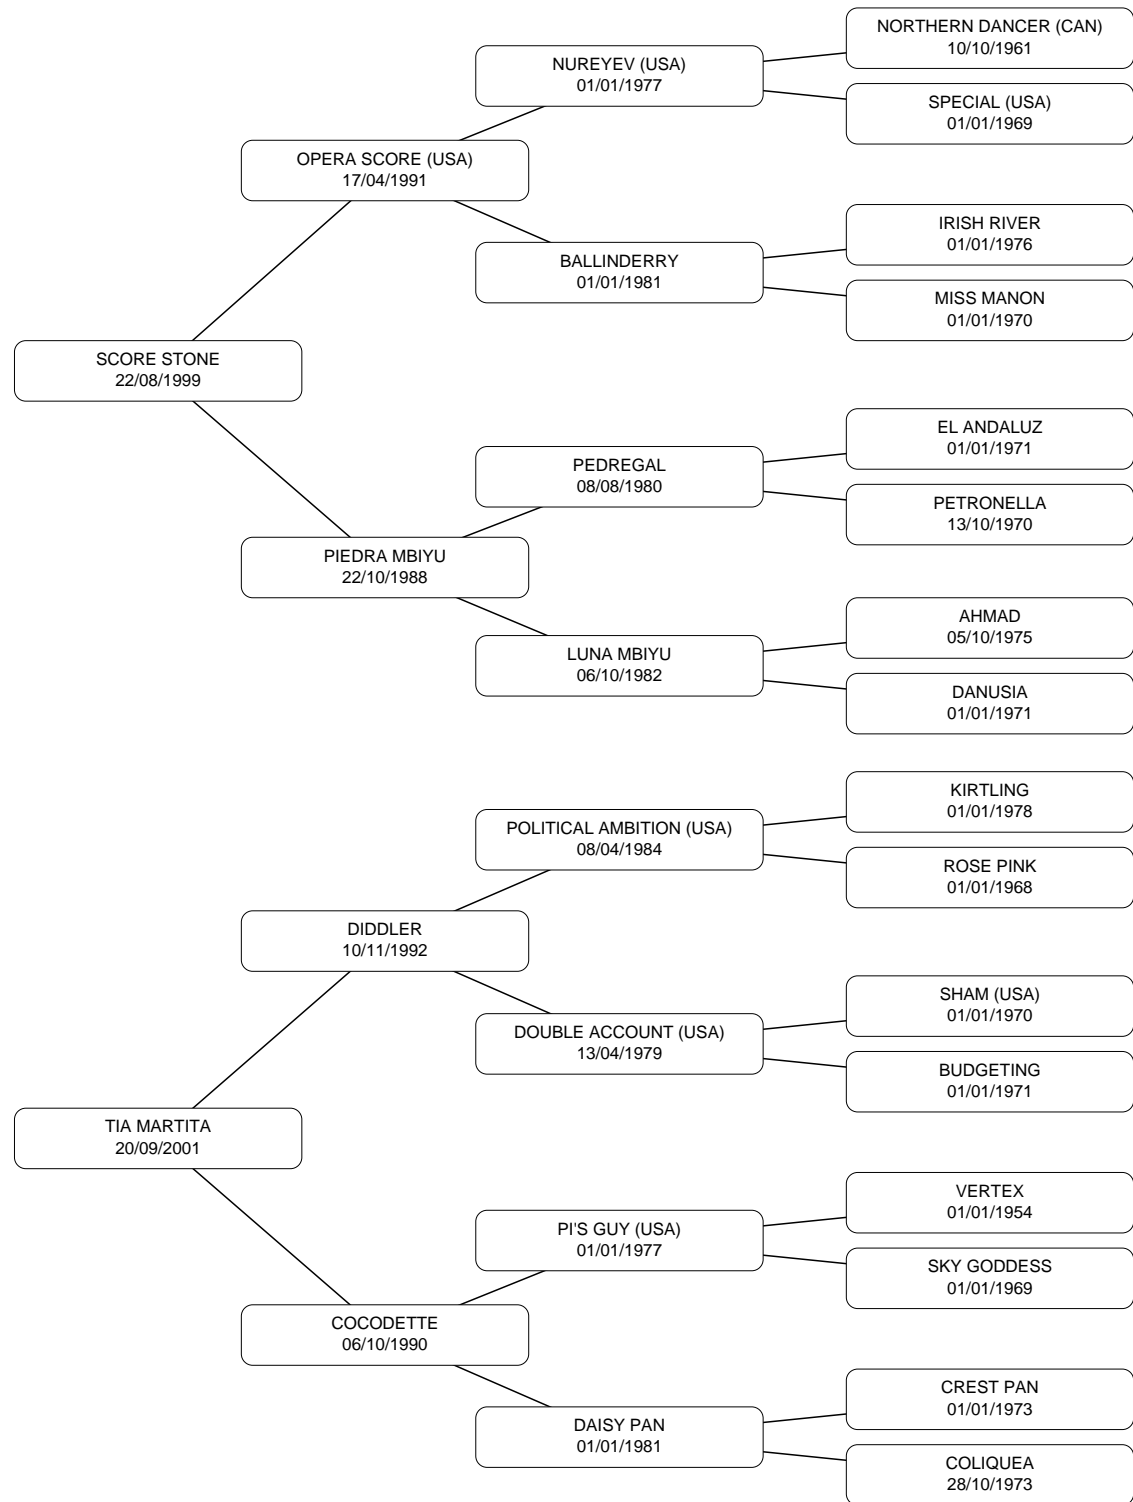 NORTHERN DANCER (CAN)
10/10/1961
NUREYEV (USA)
01/01/1977
SPECIAL (USA)
01/01/1969
OPERA SCORE (USA)
17/04/1991
IRISH RIVER
01/01/1976
BALLINDERRY
01/01/1981
MISS MANON
01/01/1970
SCORE STONE
22/08/1999
EL ANDALUZ
01/01/1971
PEDREGAL
08/08/1980
PETRONELLA
13/10/1970
PIEDRA MBIYU
22/10/1988
AHMAD
05/10/1975
LUNA MBIYU
06/10/1982
DANUSIA
01/01/1971
KIRTLING
01/01/1978
POLITICAL AMBITION (USA)
08/04/1984
ROSE PINK
01/01/1968
DIDDLER
10/11/1992
SHAM (USA)
01/01/1970
DOUBLE ACCOUNT (USA)
13/04/1979
BUDGETING
01/01/1971
TIA MARTITA
20/09/2001
VERTEX
01/01/1954
PI'S GUY (USA)
01/01/1977
SKY GODDESS
01/01/1969
COCODETTE
06/10/1990
CREST PAN
01/01/1973
DAISY PAN
01/01/1981
COLIQUEA
28/10/1973